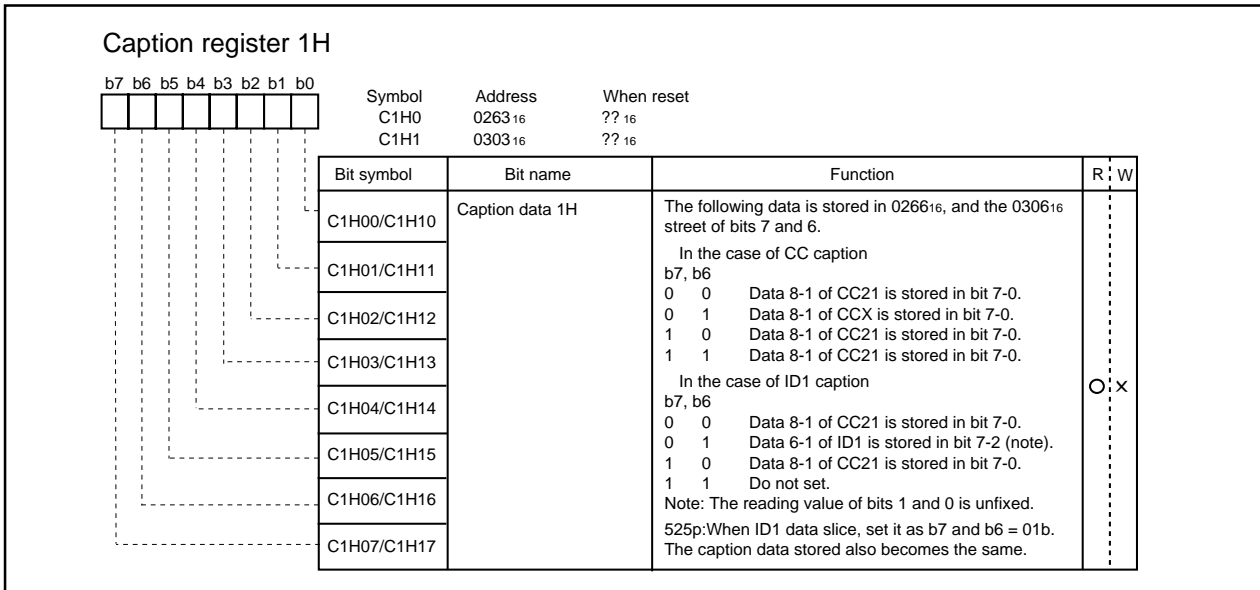 Caption register 1H
b7 b6 b5 b4 b3 b2 b1 b0
Symbol Address When reset
C1H0 0263 16 ?? 16
C1H1 0303 16 ?? 16
Bit symbol Bit name Function R W
C1H00/C1H10 Caption data 1H
The following data is stored in 026616, and the 030616
street of bits 7 and 6.
In the case of CC caption
b7, b6
0 0 Data 8-1 of CC21 is stored in bit 7-0.
0 1 Data 8-1 of CCX is stored in bit 7-0.
1 0 Data 8-1 of CC21 is stored in bit 7-0.
1 1 Data 8-1 of CC21 is stored in bit 7-0.
In the case of ID1 caption
b7, b6
0 0 Data 8-1 of CC21 is stored in bit 7-0.
0 1 Data 6-1 of ID1 is stored in bit 7-2 (note).
1 0 Data 8-1 of CC21 is stored in bit 7-0.
1 1 Do not set.
Note: The reading value of bits 1 and 0 is unfixed.
525p:When ID1 data slice, set it as b7 and b6 = 01b.
The caption data stored also becomes the same.
O X
C1H01/C1H11
C1H02/C1H12
C1H03/C1H13
C1H04/C1H14
C1H05/C1H15
C1H06/C1H16
C1H07/C1H17